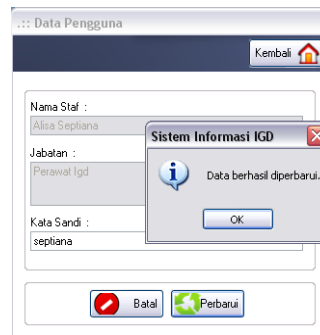 .:: Data Pengguna
Kembali
Nama Staf :
Alisa Septiana
Jabatan :
Perawat Igd
Kata Sandi :
septiana
Sistem Informasi IGD
Data berhasil diperbarui.
OK
Batal
Perbarui